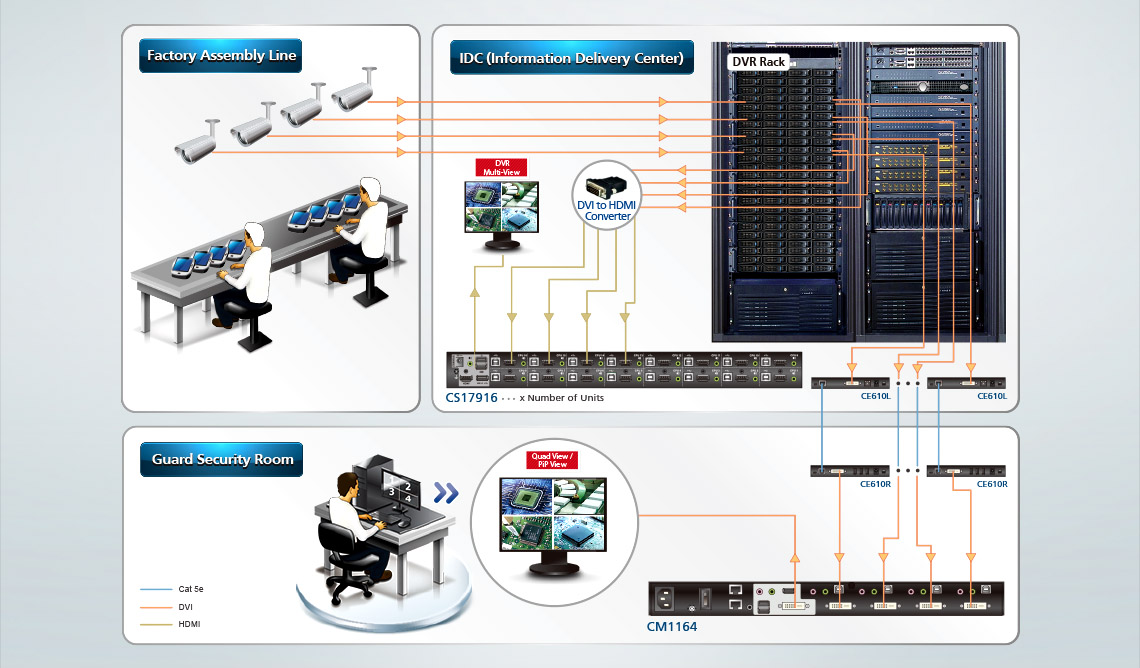 Factory Assembly Line
IDC (Information Delivery Center)
DVR Rack
DVR
Multi-View
DVI to HDMI
Converter
CS17916 ··· x Number of Units
CE610L
CE610L
Guard Security Room
2
3
4
Quad View /
PiP View
CE610R
CE610R
Cat 5e
DVI
HDMI
CM1164